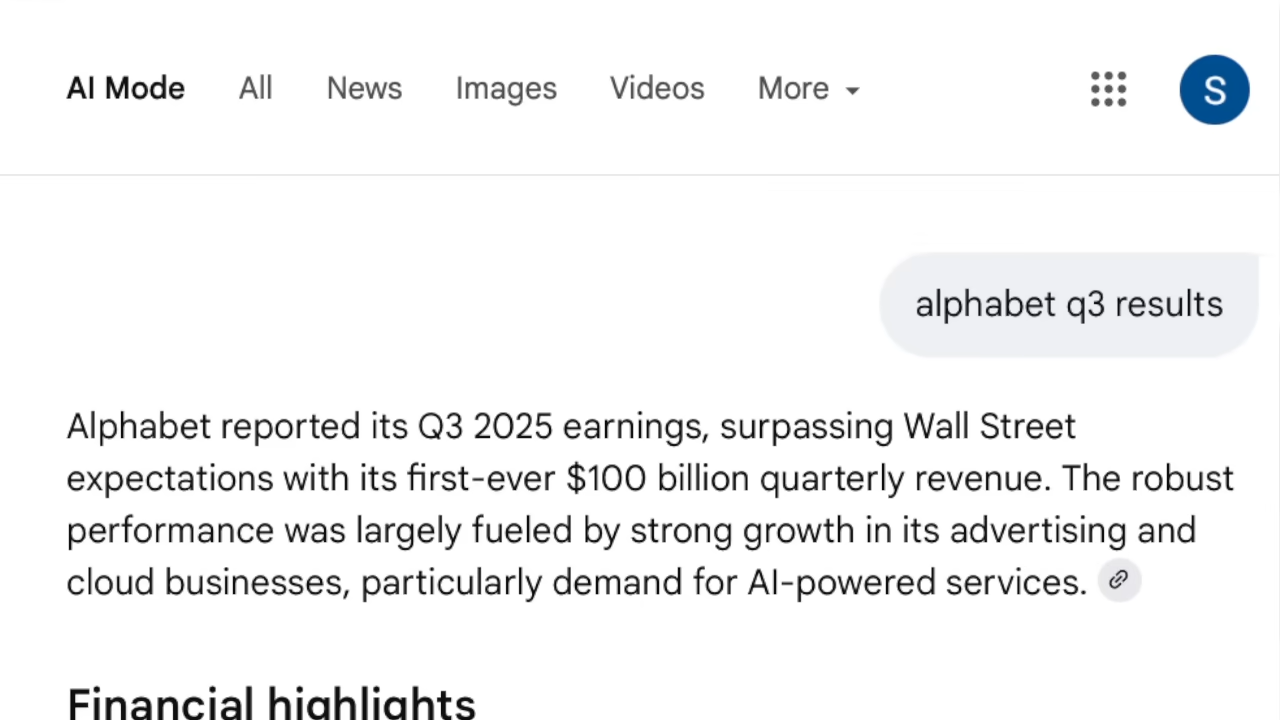 AI Mode All News Images Videos More
S
alphabet q3 results
Alphabet reported its Q3 2025 earnings, surpassing Wall Street
expectations with its first-ever $100 billion quarterly revenue. The robust
performance was largely fueled by strong growth in its advertising and
cloud businesses, particularly demand for AI-powered services.
Financial highlights